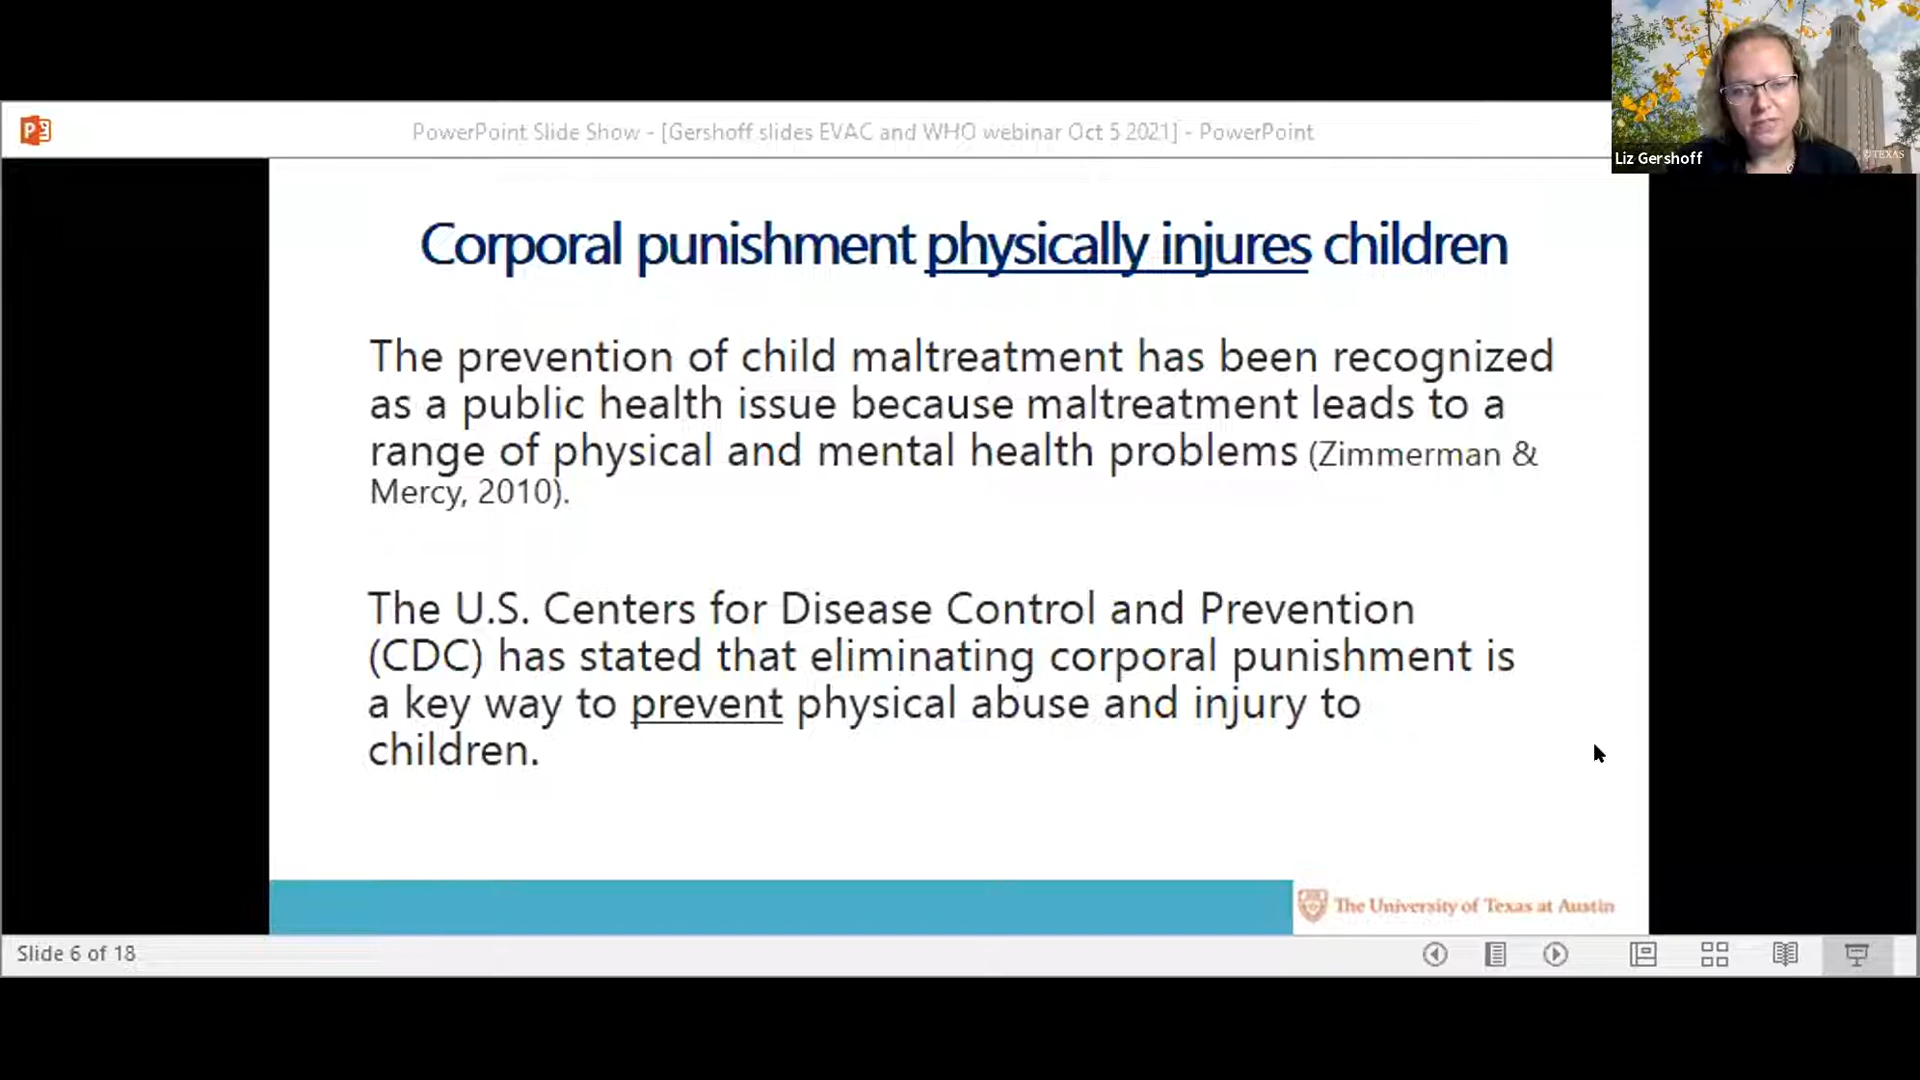 PowerPoint Slide Show - [Gershoff slides EVAC and WHO webinar Oct 5 2021] - PowerPoint
Liz Gershoff
TEXAS
Corporal punishment physically injures children
The prevention of child maltreatment has been recognized
as a public health issue because maltreatment leads to a
range of physical and mental health problems (Zimmerman &
Mercy, 2010).
The U.S. Centers for Disease Control and Prevention
(CDC) has stated that eliminating corporal punishment is
a key way to prevent physical abuse and injury to
children.
The University of Texas at Austin
Slide 6 of 18